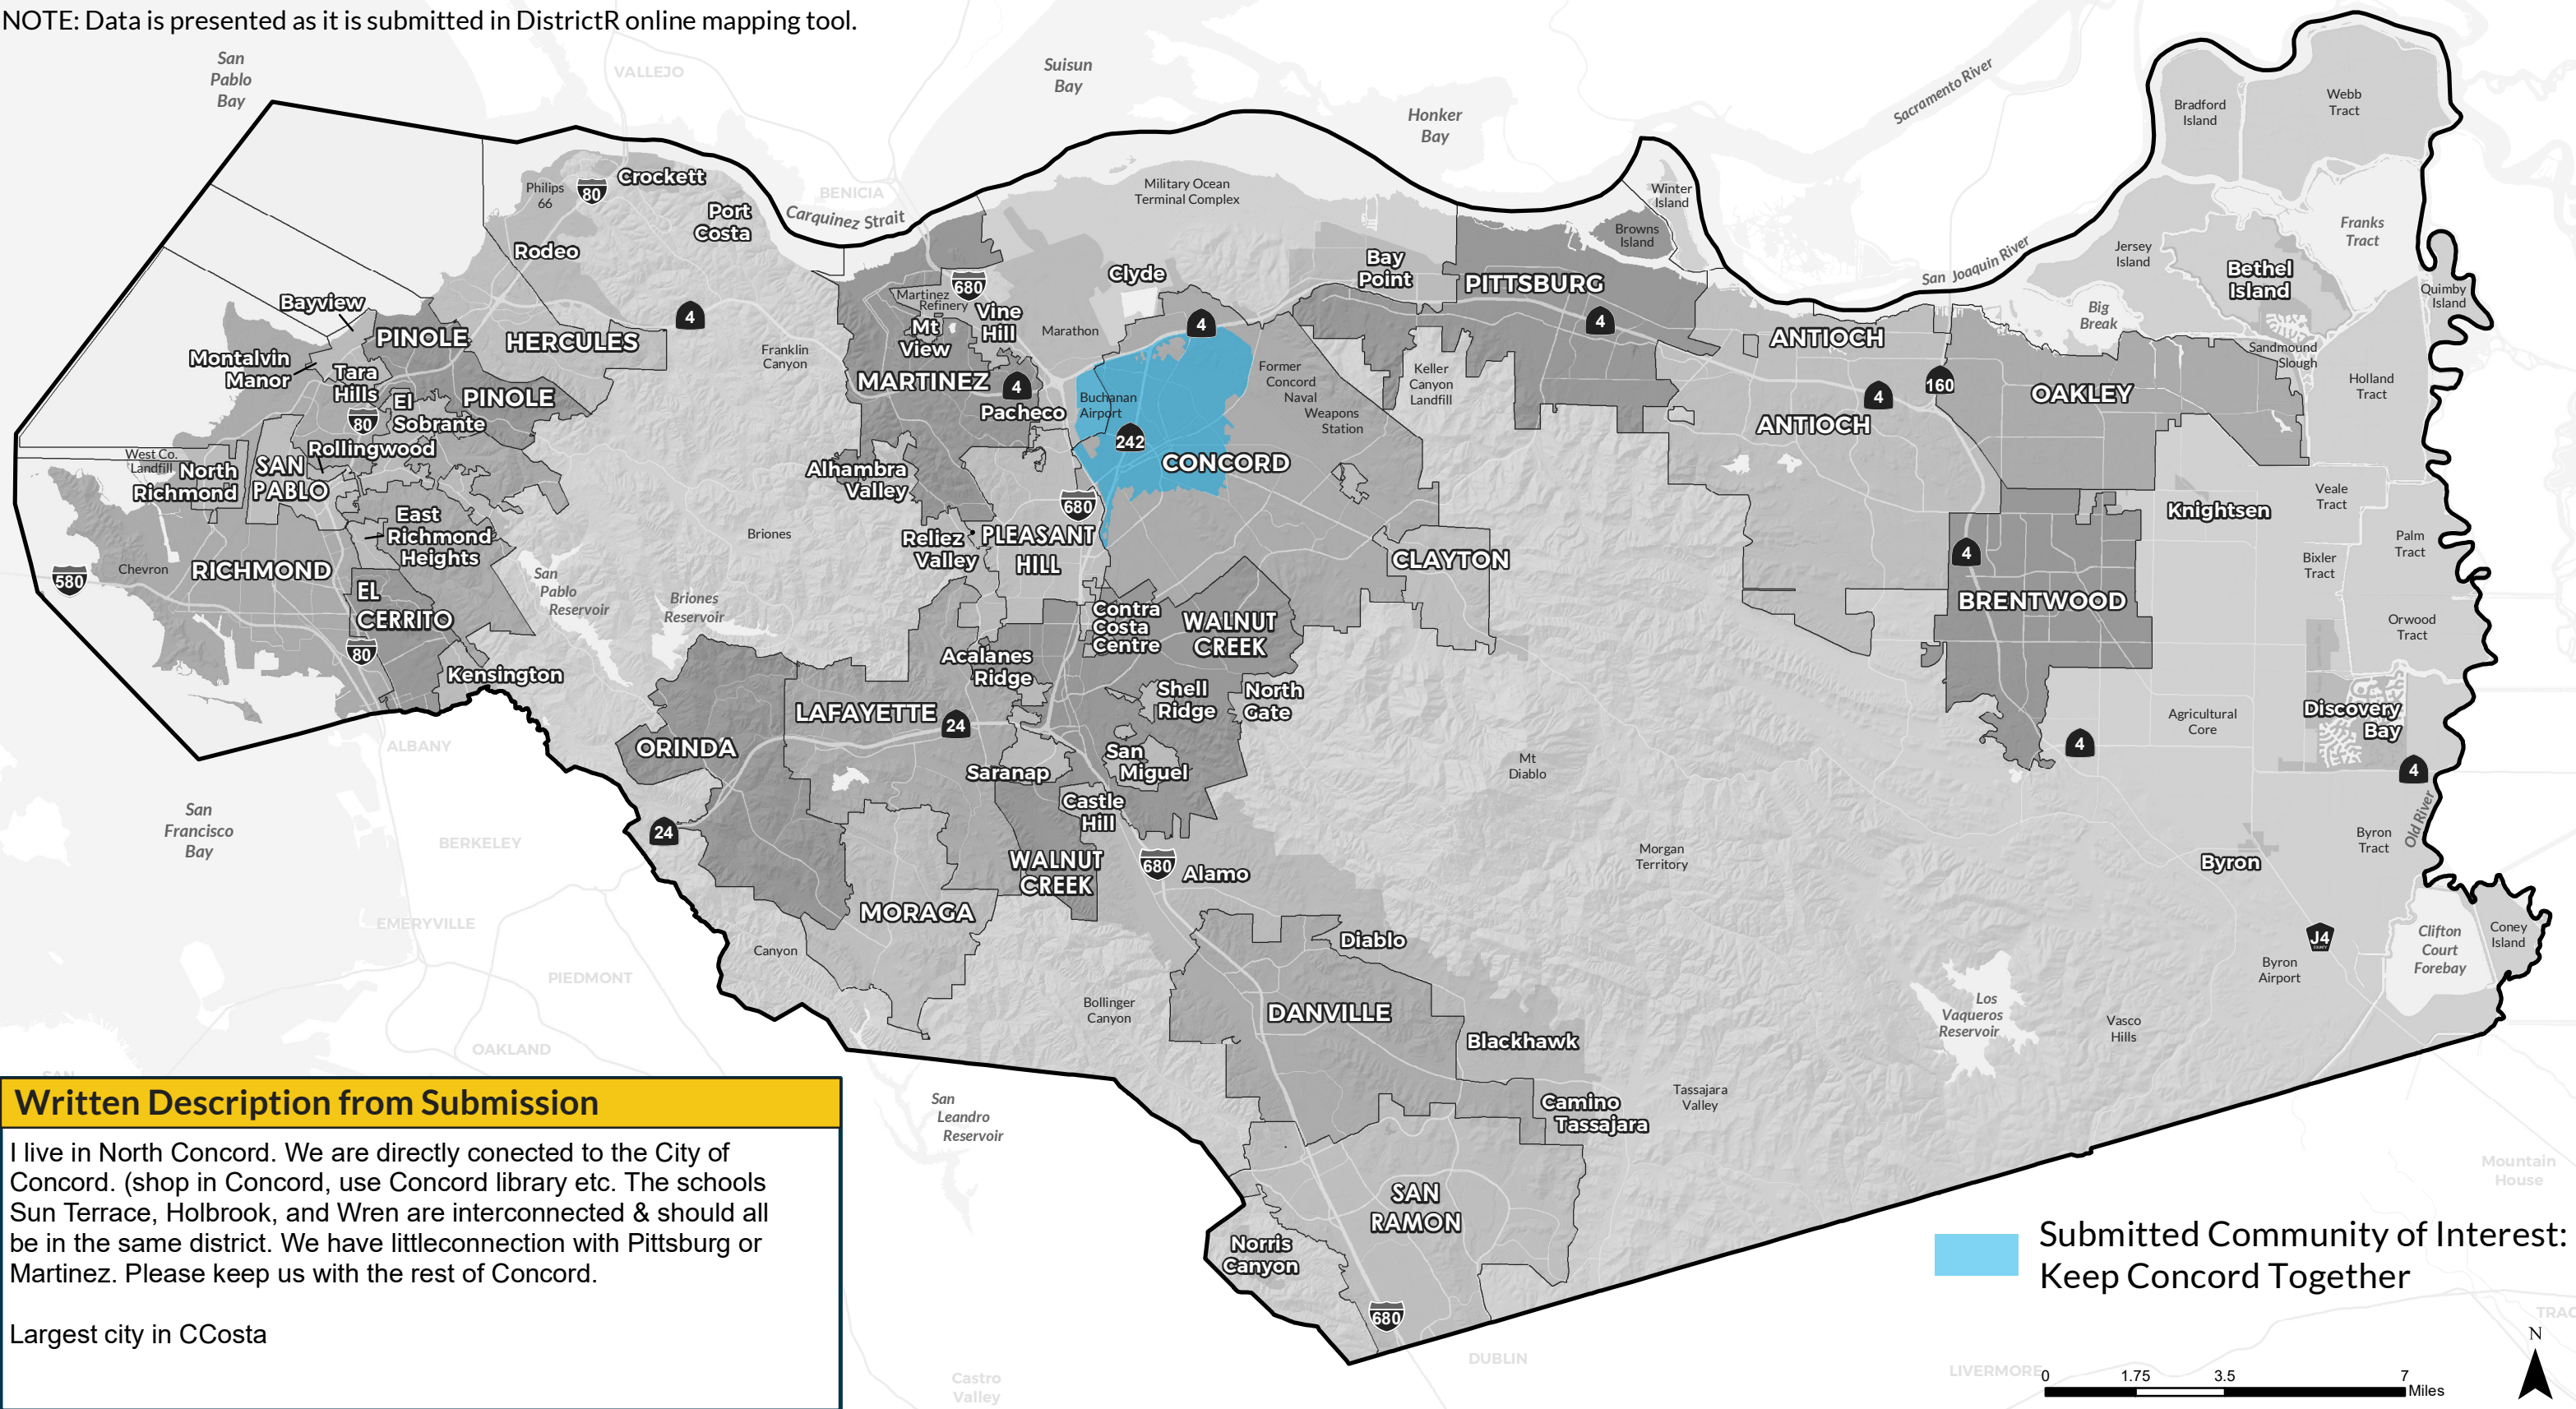 NOTE: Data is presented as it is submitted in DistrictR online mapping tool.
San
Pablo
Bay
VALLEJO
Suisun
Bay
Honker
Bay
Sacramento River
Bradford
Island
Webb
Tract
Philips
66
80
Crockett
Port
Costa
BENICIA
Carquinez Strait
Military Ocean
Terminal Complex
Winter
Island
Browns
Island
Franks
Tract
Jersey
Island
San Joaquin River
Bethel
Island
Quimby
Island
Rodeo
Bayview
4
PINOLE
HERCULES
Montalvin
Manor
Tara
Hills
El
Sobrante
PINOLE
80
Rollingwood
Franklin
Canyon
Martinez
Refinery
680
Vine
Hill
Mt
View
Marathon
MARTINEZ
4
Pacheco
Clyde
4
Buchanan
Airport
242
CONCORD
Former
Concord
Naval
Weapons
Station
Bay
Point
PITTSBURG
4
Keller
Canyon
Landfill
ANTIOCH
4
160
ANTIOCH
Big
Break
OAKLEY
Sandmound
Slough
Holland
Tract
West Co.
Landfill
North
Richmond
SAN
PABLO
East
Richmond
Heights
Chevron
RICHMOND
580
EL
CERRITO
80
Kensington
San
Pablo
Reservoir
Briones
Reservoir
Briones
Alhambra
Valley
680
Reliez
Valley
PLEASANT
HILL
CLAYTON
Knightsen
Veale
Tract
Palm
Tract
Bixler
Tract
4
BRENTWOOD
Orwood
Tract
Contra
Costa
Centre
WALNUT
CREEK
Acalanes
Ridge
Shell
Ridge
North
Gate
LAFAYETTE
24
ORINDA
Saranap
San
Miguel
Castle
Hill
Mt
Diablo
Agricultural
Core
Discovery
Bay
4
4
Old River
ALBANY
San
Francisco
Bay
BERKELEY
24
WALNUT
CREEK
680
Alamo
Morgan
Territory
Byron
Byron
Tract
EMERYVILLE
MORAGA
Canyon
Diablo
J4
Clifton
Court
Forebay
Coney
Island
Byron
Airport
PIEDMONT
Bollinger
Canyon
DANVILLE
Blackhawk
Los
Vaqueros
Reservoir
Vasco
Hills
OAKLAND
SAN
San
Leandro
Reservoir
Camino
Tassajara
Tassajara
Valley
Written Description from Submission
I live in North Concord. We are directly conected to the City of
Concord. (shop in Concord, use Concord library etc. The schools
Sun Terrace, Holbrook, and Wren are interconnected & should all
be in the same district. We have littleconnection with Pittsburg or
Martinez. Please keep us with the rest of Concord.
Largest city in CCosta
SAN
RAMON
Norris
Canyon
680
Mountain
House
Submitted Community of Interest:
Keep Concord Together
TRAC
DUBLIN
LIVERMORE
Castro
Valley
N
0 1.75 3.5 7
Miles